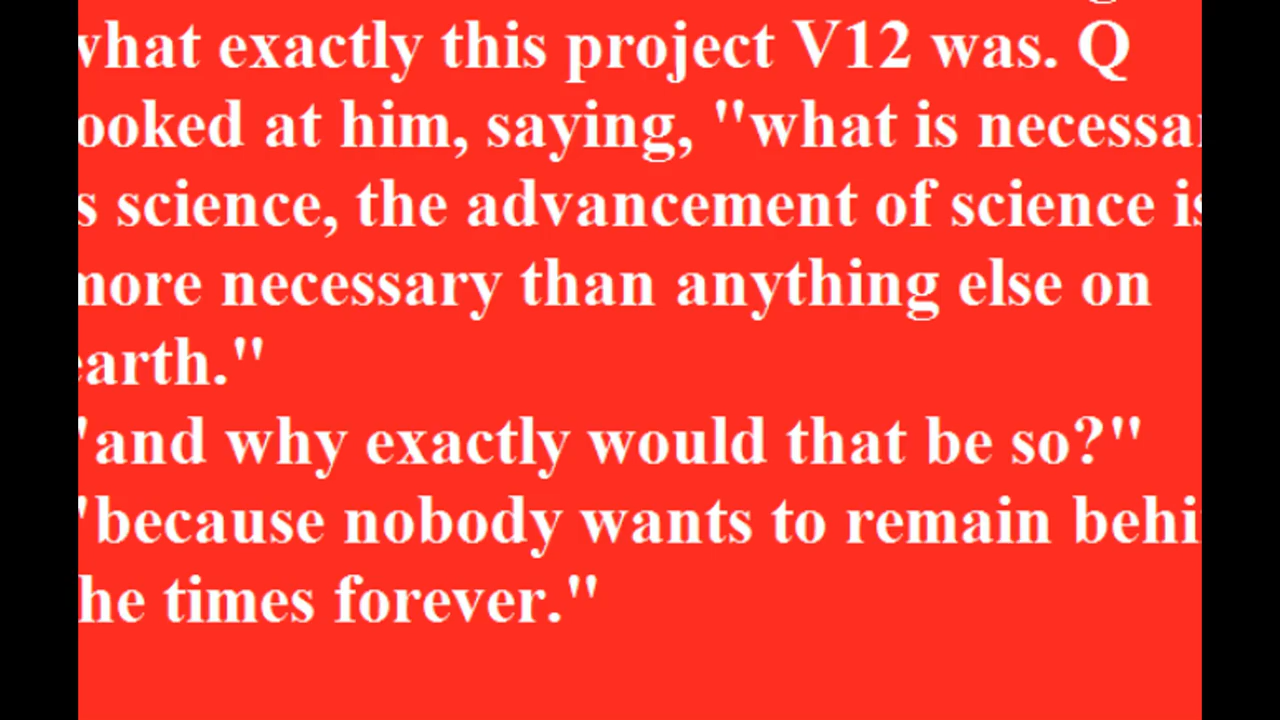 what exactly this project V12 was. Q
ooked at him, saying, "what is necessar
s science, the advancement of science is
more necessary than anything else on
earth."
"and why exactly would that be so?"
"because nobody wants to remain behi
he times forever."